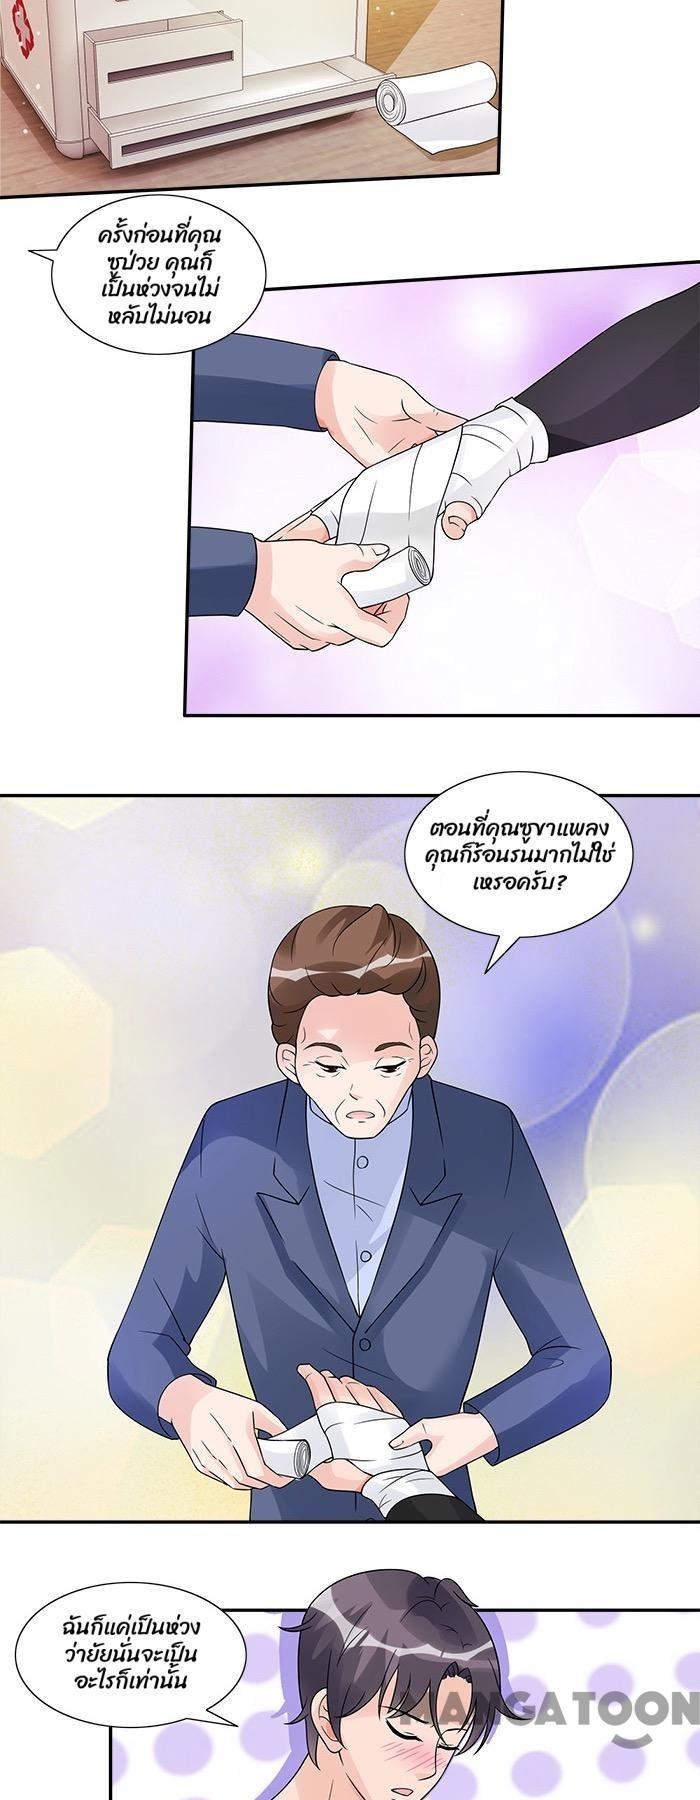 ครั้งก่อนที่คุณ
ซูป่วย คุณก็
เป็นห่วงจนไม่
หลับไม่นอน
ตอนที่คุณซูขาแพลง
คุณก็ร้อนรนมากไม่ใช่
เหรอครับ?
ฉันก็แค่เป็นห่วง
ว่ายัยนั่นจะเป็น
อะไรก็เท่านั้น
MANGATOON